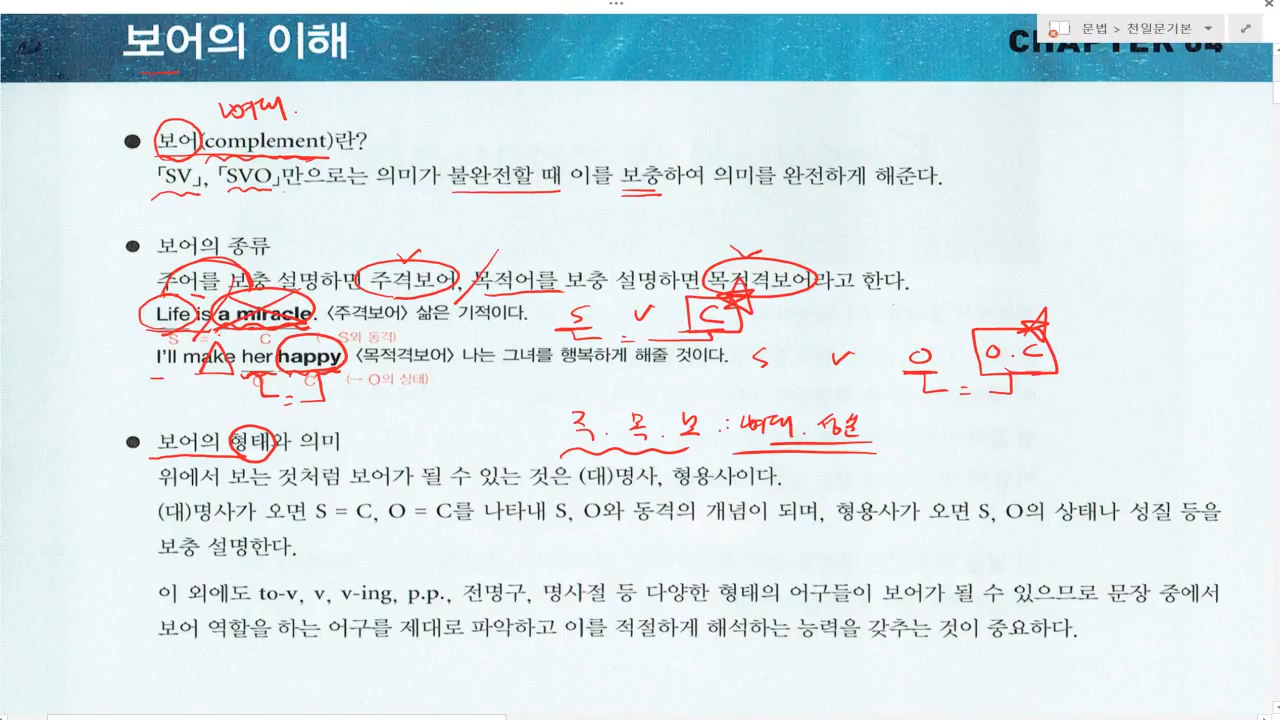 보어의 이해
CHAPTER 04
문법 > 천일문기본
보어(complement)란?
「SV」, 「SVO」만으로는 의미가 불완전할 때 이를 보충하여 의미를 완전하게 해준다.
보어의 종류
주어를 보충 설명하면 주격보어, 목적어를 보충 설명하면 목적격보어라고 한다.
Life is a miracle. 〈주격보어〉 삶은 기적이다.
S = C (S와 동격)
S V C
I'll make her happy 〈목적격보어〉 나는 그녀를 행복하게 해줄 것이다.
O C (→ O의 상태)
S V O = O.C
주. 목. 보 :
보어의 형태와 의미
위에서 보는 것처럼 보어가 될 수 있는 것은 (대)명사, 형용사이다.
(대)명사가 오면 S = C, O = C를 나타내 S, O와 동격의 개념이 되며, 형용사가 오면 S, O의 상태나 성질 등을
보충 설명한다.
이 외에도 to-v, v, v-ing, p.p., 전명구, 명사절 등 다양한 형태의 어구들이 보어가 될 수 있으므로 문장 중에서
보어 역할을 하는 어구를 제대로 파악하고 이를 적절하게 해석하는 능력을 갖추는 것이 중요하다.